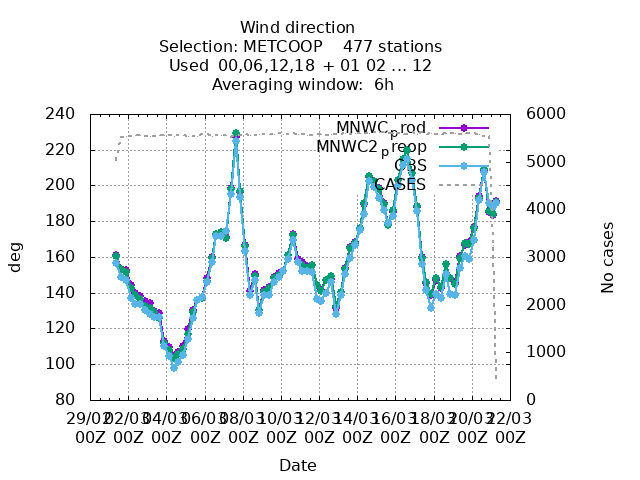 Wind direction
Selection: METCOOP 477 stations
Used 00,06,12,18 + 01 02 ... 12
Averaging window: 6h
240 6000
220 5000
200 4000
180 3000
160 2000
140 1000
120 0
100
80
MNWC_prod
MNWC2_preop
OBS
CASES
deg
No cases
29/02 02/03 04/03 06/03 08/03 10/03 12/03 14/03 16/03 18/03 20/03 22/03
00Z 00Z 00Z 00Z 00Z 00Z 00Z 00Z 00Z 00Z 00Z 00Z
Date